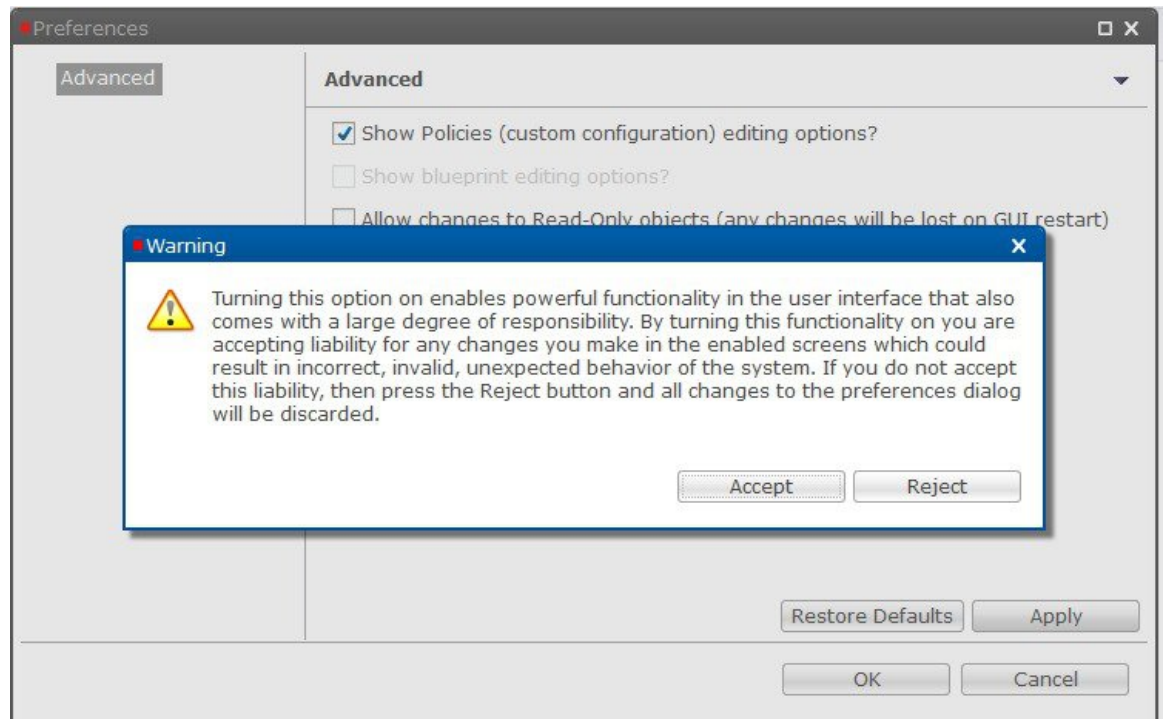 Preferences
Advanced
Advanced
Show Policies (custom configuration) editing options?
Show blueprint editing options?
Allow changes to Read-Only objects (any changes will be lost on GUI restart)
Warning
Turning this option on enables powerful functionality in the user interface that also
comes with a large degree of responsibility. By turning this functionality on you are
accepting liability for any changes you make in the enabled screens which could
result in incorrect, invalid, unexpected behavior of the system. If you do not accept
this liability, then press the Reject button and all changes to the preferences dialog
will be discarded.
Accept Reject
Restore Defaults Apply
OK Cancel